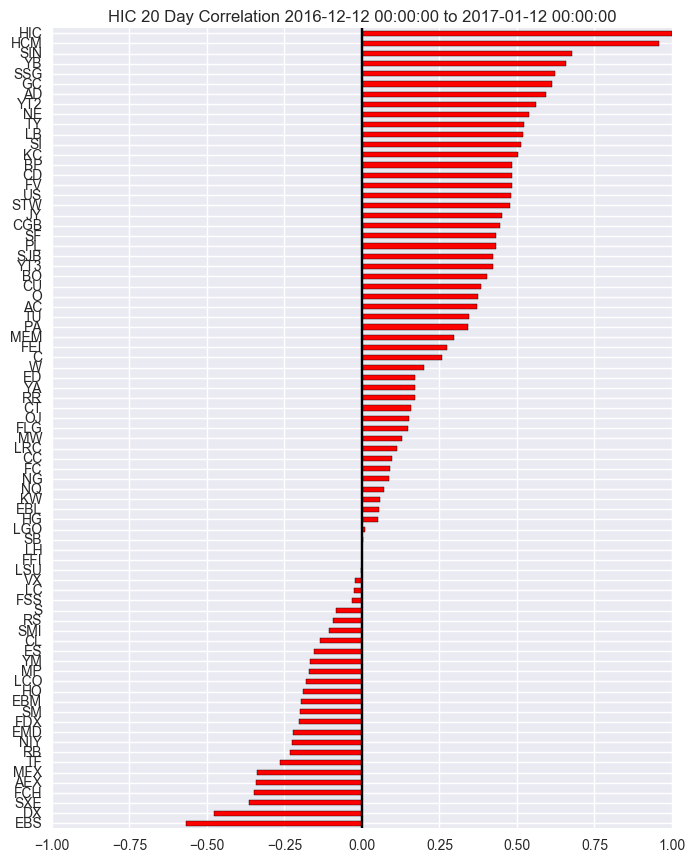 HIC 20 Day Correlation 2016-12-12 00:00:00 to 2017-01-12 00:00:00
HIC
HCM
SIN
YB
SSG
GC
AD
YT2
NE
TY
LB
SI
KC
BP
CD
FV
US
STW
JY
CGB
SF
PL
SJB
YT3
BO
CU
O
AC
TU
PA
MEM
FEI
C
W
ED
YA
RR
CT
OJ
FLG
MW
LRC
CC
FC
NG
NQ
KW
EBL
HG
LGO
SB
LH
FFI
LSU
VX
LC
FSS
S
RS
SMI
CL
ES
YM
MP
LCO
HO
EBM
SM
FDX
EMD
NIY
RB
TF
MFX
AEX
FCH
SXE
DX
EBS
−1.00 −0.75 −0.50 −0.25 0.00 0.25 0.50 0.75 1.00